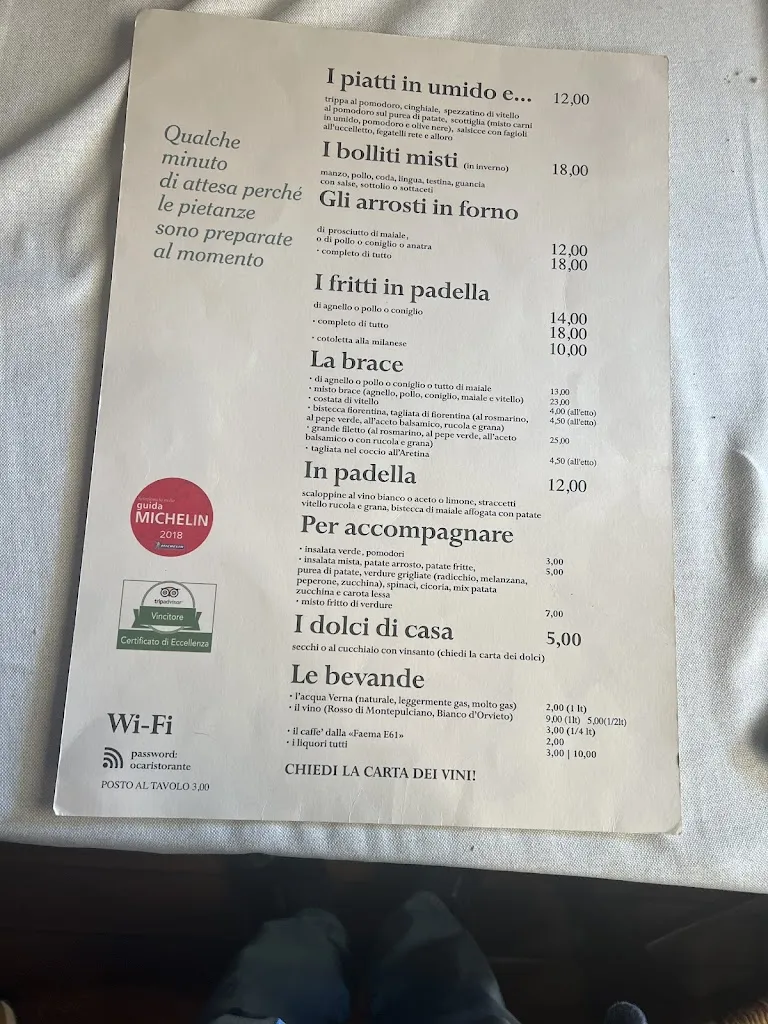 I piatti in umido e... 12,00
trippa al pomodoro, cinghiale, spezzatino di vitello
al pomodoro sul purea di patate, scottiglia (misto carni
in umido, pomodoro e olive nere), salsicce con fagioli
all'uccelletto, fegatelli rete e alloro
I bolliti misti (in inverno) 18,00
manzo, pollo, coda, lingua, testina, guancia
con salse, sottolio o sottaceti
Gli arrosti in forno
di prosciutto di maiale,
o di pollo o coniglio o anatra 12,00
• completo di tutto 18,00
I fritti in padella
di agnello o pollo o coniglio 14,00
• completo di tutto 18,00
• cotoletta alla milanese 10,00
La brace
• di agnello o pollo o coniglio o tutto di maiale 13,00
• misto brace (agnello, pollo, coniglio, maiale e vitello) 23,00
• costata di vitello 4,00 (all'etto)
• bistecca fiorentina, tagliata di fiorentina (al rosmarino, 4,50 (all'etto)
al pepe verde, all'aceto balsamico, rucola e grana)
• grande filetto (al rosmarino, al pepe verde, all'aceto 25,00
balsamico o con rucola e grana)
• tagliata nel coccio all'Aretina 4,50 (all'etto)
In padella 12,00
scaloppine al vino bianco o aceto o limone, straccetti
vitello rucola e grana, bistecca di maiale affogata con patate
Per accompagnare
• insalata verde, pomodori 3,00
• insalata mista, patate arrosto, patate fritte, 5,00
purea di patate, verdure grigliate (radicchio, melanzana,
peperone, zucchina), spinaci, cicoria, mix patata
zucchina e carota lessa
• misto fritto di verdure 7,00
I dolci di casa 5,00
secchi o al cucchiaio con vinsanto (chiedi la carta dei dolci)
Le bevande
• l'acqua Verna (naturale, leggermente gas, molto gas) 2,00 (1 lt)
• il vino (Rosso di Montepulciano, Bianco d'Orvieto) 9,00 (1lt) 5,00(1/2lt)
3,00 (1/4 lt)
• il caffe' dalla «Faema E61» 2,00
• i liquori tutti 3,00 | 10,00
CHIEDI LA CARTA DEI VINI!
Qualche
minuto
di attesa perché
le pietanze
sono preparate
al momento
guida
MICHELIN
2018
tripadvisor
Vincitore
Certificato di Eccellenza
Wi-Fi
password:
ocaristorante
POSTO AL TAVOLO 3,00